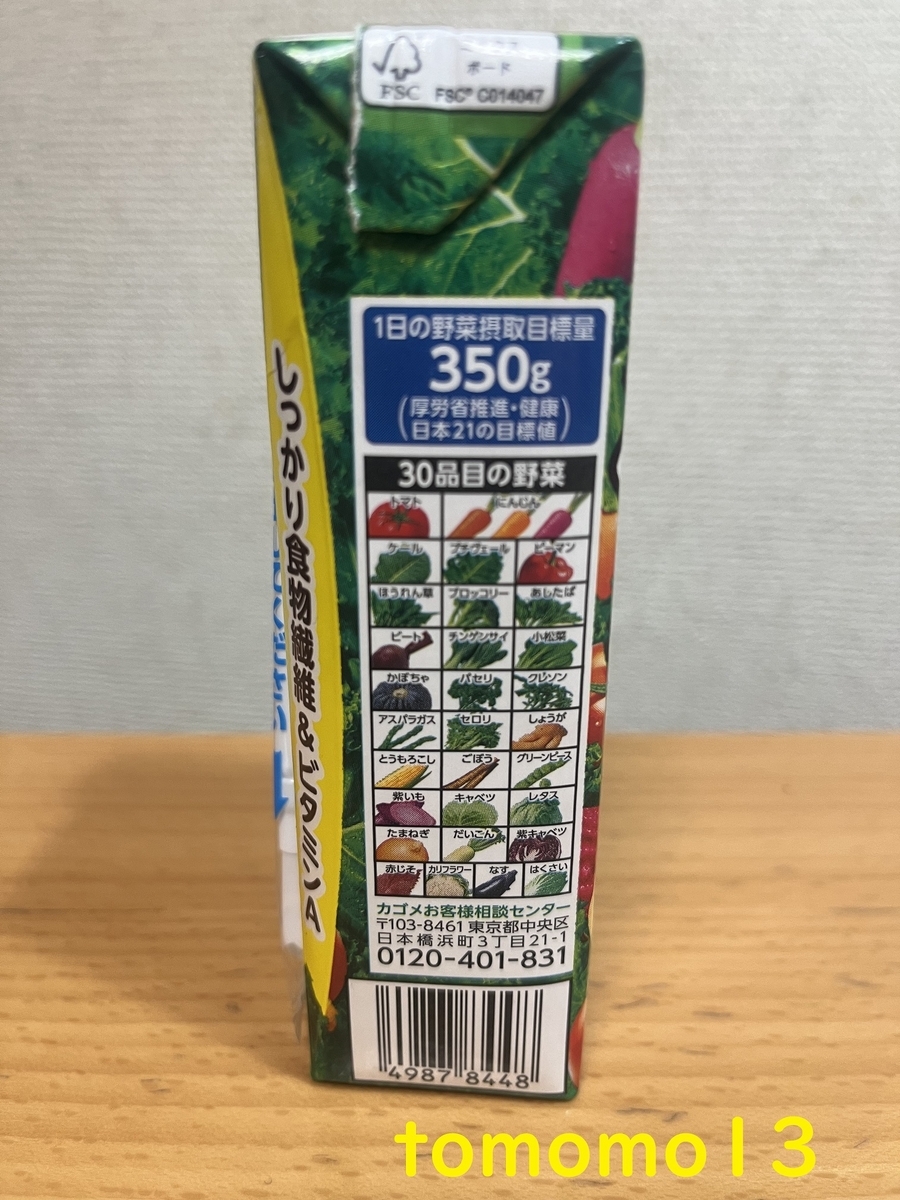 ボード
FSC
FSC® C014047
1日の野菜摂取目標量
350g
(厚労省推進・健康
日本21の目標値)
30品目の野菜
トマト にんじん
ケール プチヴェール ピーマン
ほうれん草 ブロッコリー あしたば
ビート チンゲンサイ 小松菜
かぼちゃ パセリ クレソン
アスパラガス セロリ しょうが
とうもろこし ごぼう グリーンピース
紫いも キャベツ レタス
たまねぎ だいこん 紫キャベツ
赤じそ カリフラワー なす はくさい
カゴメお客様相談センター
〒103-8461 東京都中央区
日本橋浜町3丁目21-1
0120-401-831
4987 8448
しっかり食物繊維&ビタミンA
tomomo13